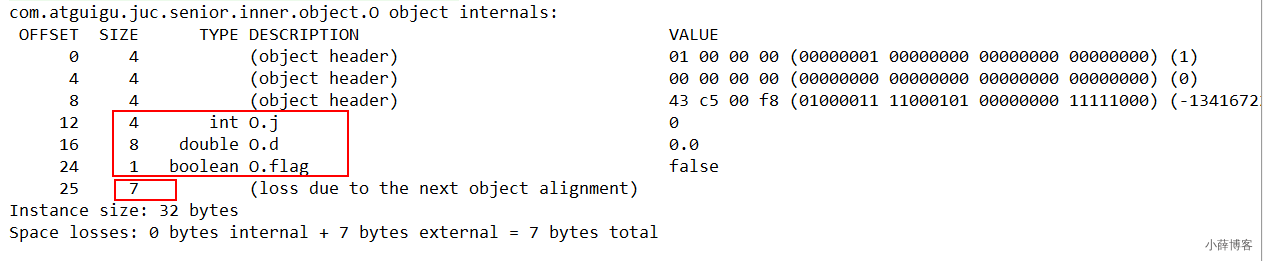 com.atguigu.juc.senior.inner.object.O object internals:
OFFSET SIZE TYPE DESCRIPTION VALUE
0 4 (object header) 01 00 00 00 (00000001 00000000 00000000 00000000) (1)
4 4 (object header) 00 00 00 00 (00000000 00000000 00000000 00000000) (0)
8 4 (object header) 43 c5 00 f8 (01000011 11000101 00000000 11111000) (-1341672
12 4 int O.j 0
16 8 double O.d 0.0
24 1 boolean O.flag false
25 7 (loss due to the next object alignment)
Instance size: 32 bytes
Space losses: 0 bytes internal + 7 bytes external = 7 bytes total
小薛博客